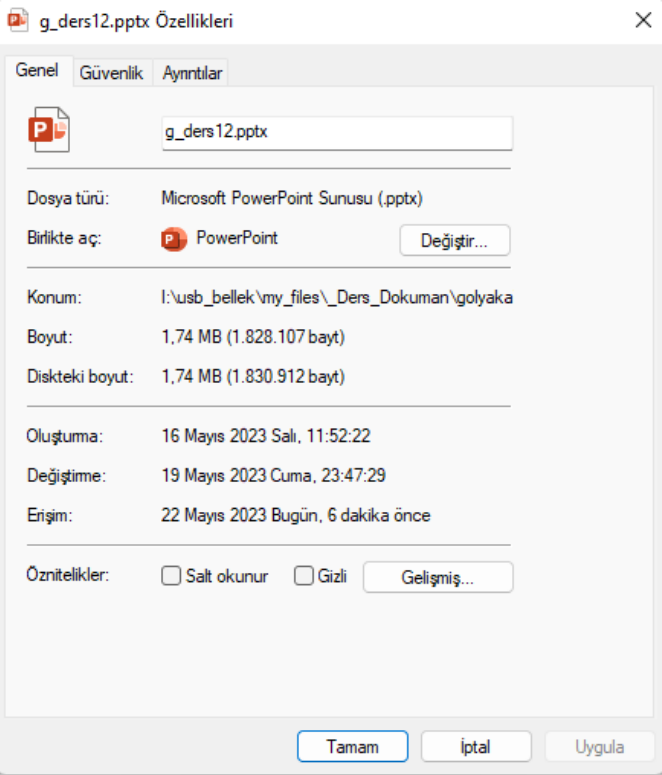 g_ders12.pptx Özellikleri
Genel Güvenlik Ayrıntılar
g_ders12.pptx
Dosya türü: Microsoft PowerPoint Sunusu (.pptx)
Birlikte aç: PowerPoint Değiştir...
Konum: I:\usb_bellek\my_files\_Ders_Dokuman\golyaka
Boyut: 1,74 MB (1.828.107 bayt)
Diskteki boyut: 1,74 MB (1.830.912 bayt)
Oluşturma: 16 Mayıs 2023 Salı, 11:52:22
Değiştirme: 19 Mayıs 2023 Cuma, 23:47:29
Erişim: 22 Mayıs 2023 Bugün, 6 dakika önce
Öznitelikler: Salt okunur Gizli Gelişmiş...
Tamam İptal Uygula